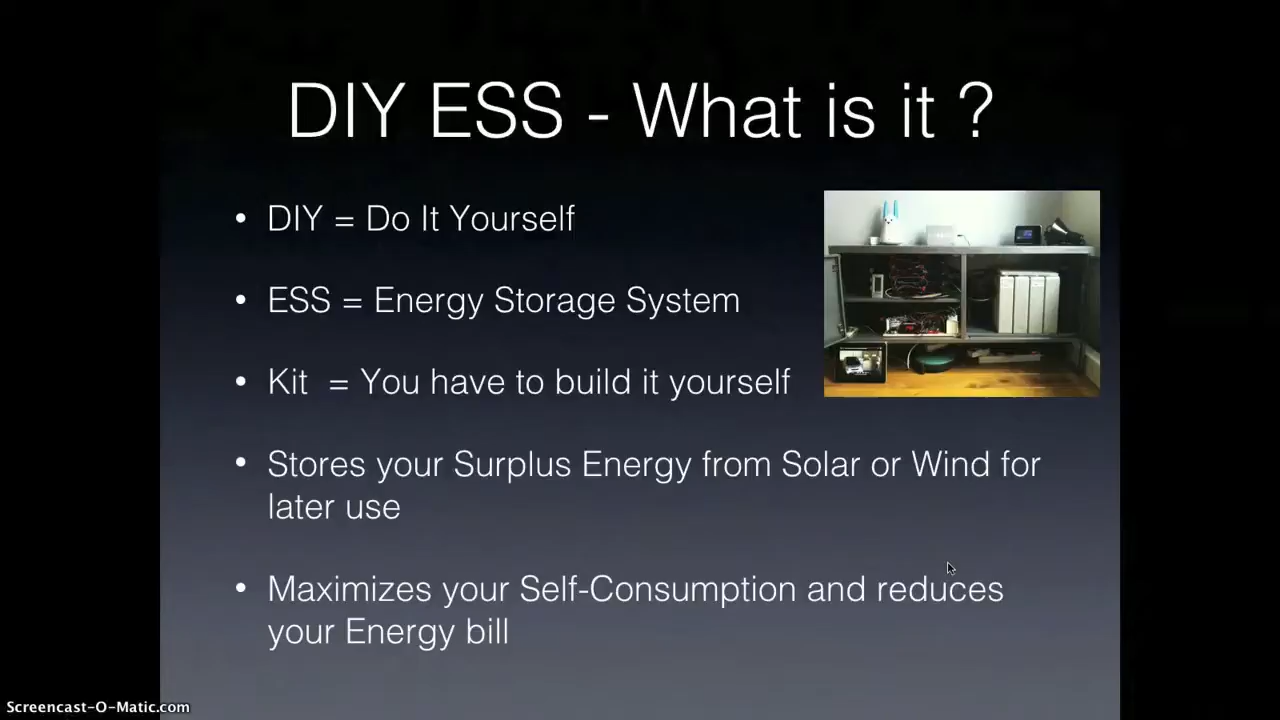 DIY ESS - What is it ?
• DIY = Do It Yourself
• ESS = Energy Storage System
• Kit = You have to build it yourself
• Stores your Surplus Energy from Solar or Wind for
later use
• Maximizes your Self-Consumption and reduces
your Energy bill
Screencast-O-Matic.com